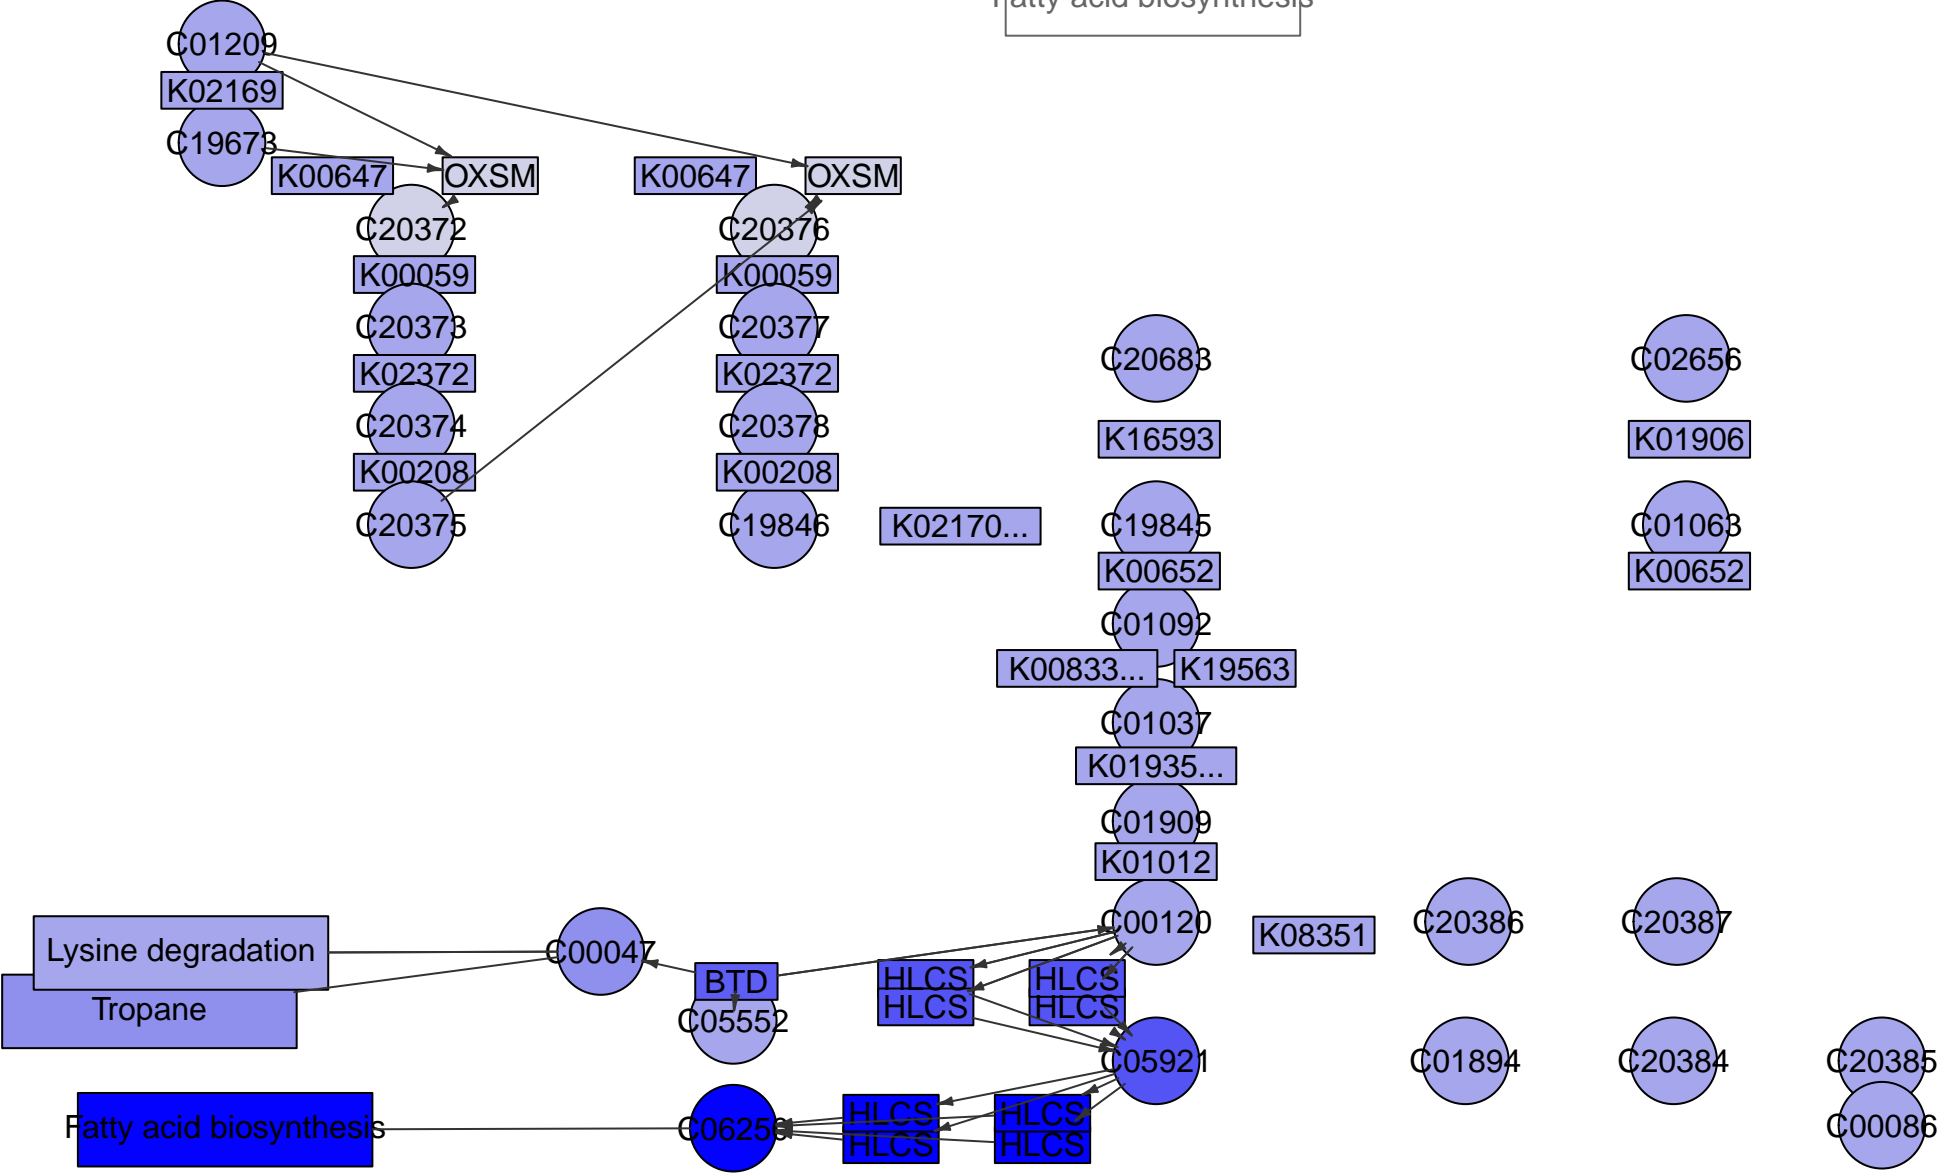 Fatty acid biosynthesis
C01209
K02169
C19673
K00647
OXSM
K00647
OXSM
C20372
C20376
K00059
K00059
C20373
C20377
C20683
C02656
K02372
K02372
C20374
C20378
K16593
K01906
K00208
K00208
C20375
C19846
K02170...
C19845
C01063
K00652
K00652
C01092
K00833...
K19563
C01037
K01935...
C01909
K01012
C00120
K08351
C20386
C20387
Lysine degradation
C00047
BTD
HLCS
HLCS
Tropane
HLCS
HLCS
C05552
C05921
C01894
C20384
C20385
Fatty acid biosynthesis
C06250
HLCS
HLCS
C00086
HLCS
HLCS